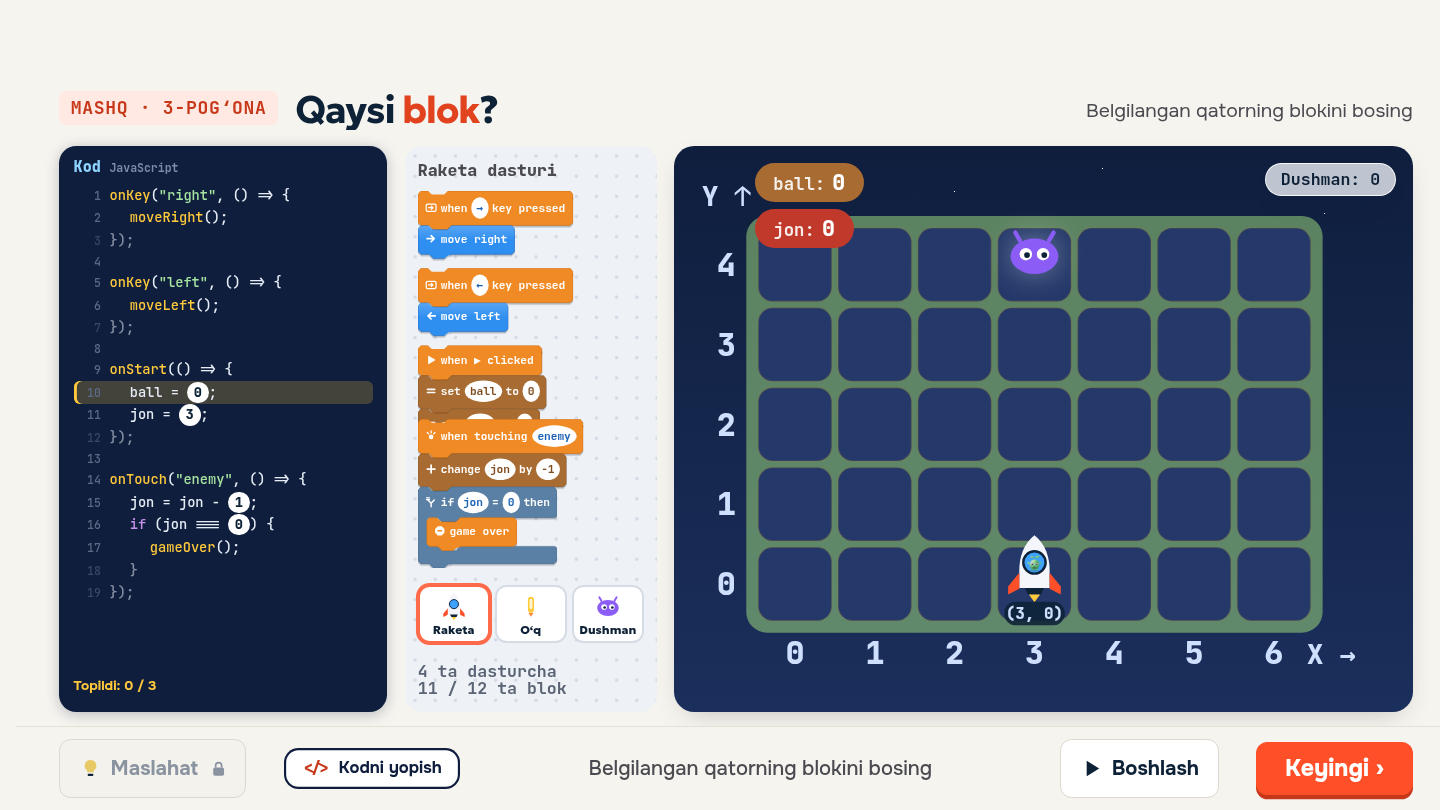 MASHQ · 3-POGʻONA
Qaysi blok?
Belgilangan qatorning blokini bosing
Kod JavaScript
1 onKey("right", () => {
2 moveRight();
3 });
4
5 onKey("left", () => {
6 moveLeft();
7 });
8
9 onStart(() => {
10 ball = 0;
11 jon = 3;
12 });
13
14 onTouch("enemy", () => {
15 jon = jon - 1;
16 if (jon === 0) {
17 gameOver();
18 }
19 });
Topildi: 0 / 3
Raketa dasturi
when → key pressed
→ move right
when ← key pressed
← move left
when ▶ clicked
= set ball to 0
when touching enemy
+ change jon by -1
if jon = 0 then
game over
Raketa
Oʻq
Dushman
4 ta dasturcha
11 / 12 ta blok
ball: 0
jon: 0
Dushman: 0
Y ↑
4
3
2
1
0
(3, 0)
0 1 2 3 4 5 6 X →
Maslahat
</> Kodni yopish
Belgilangan qatorning blokini bosing
Boshlash
Keyingi ›